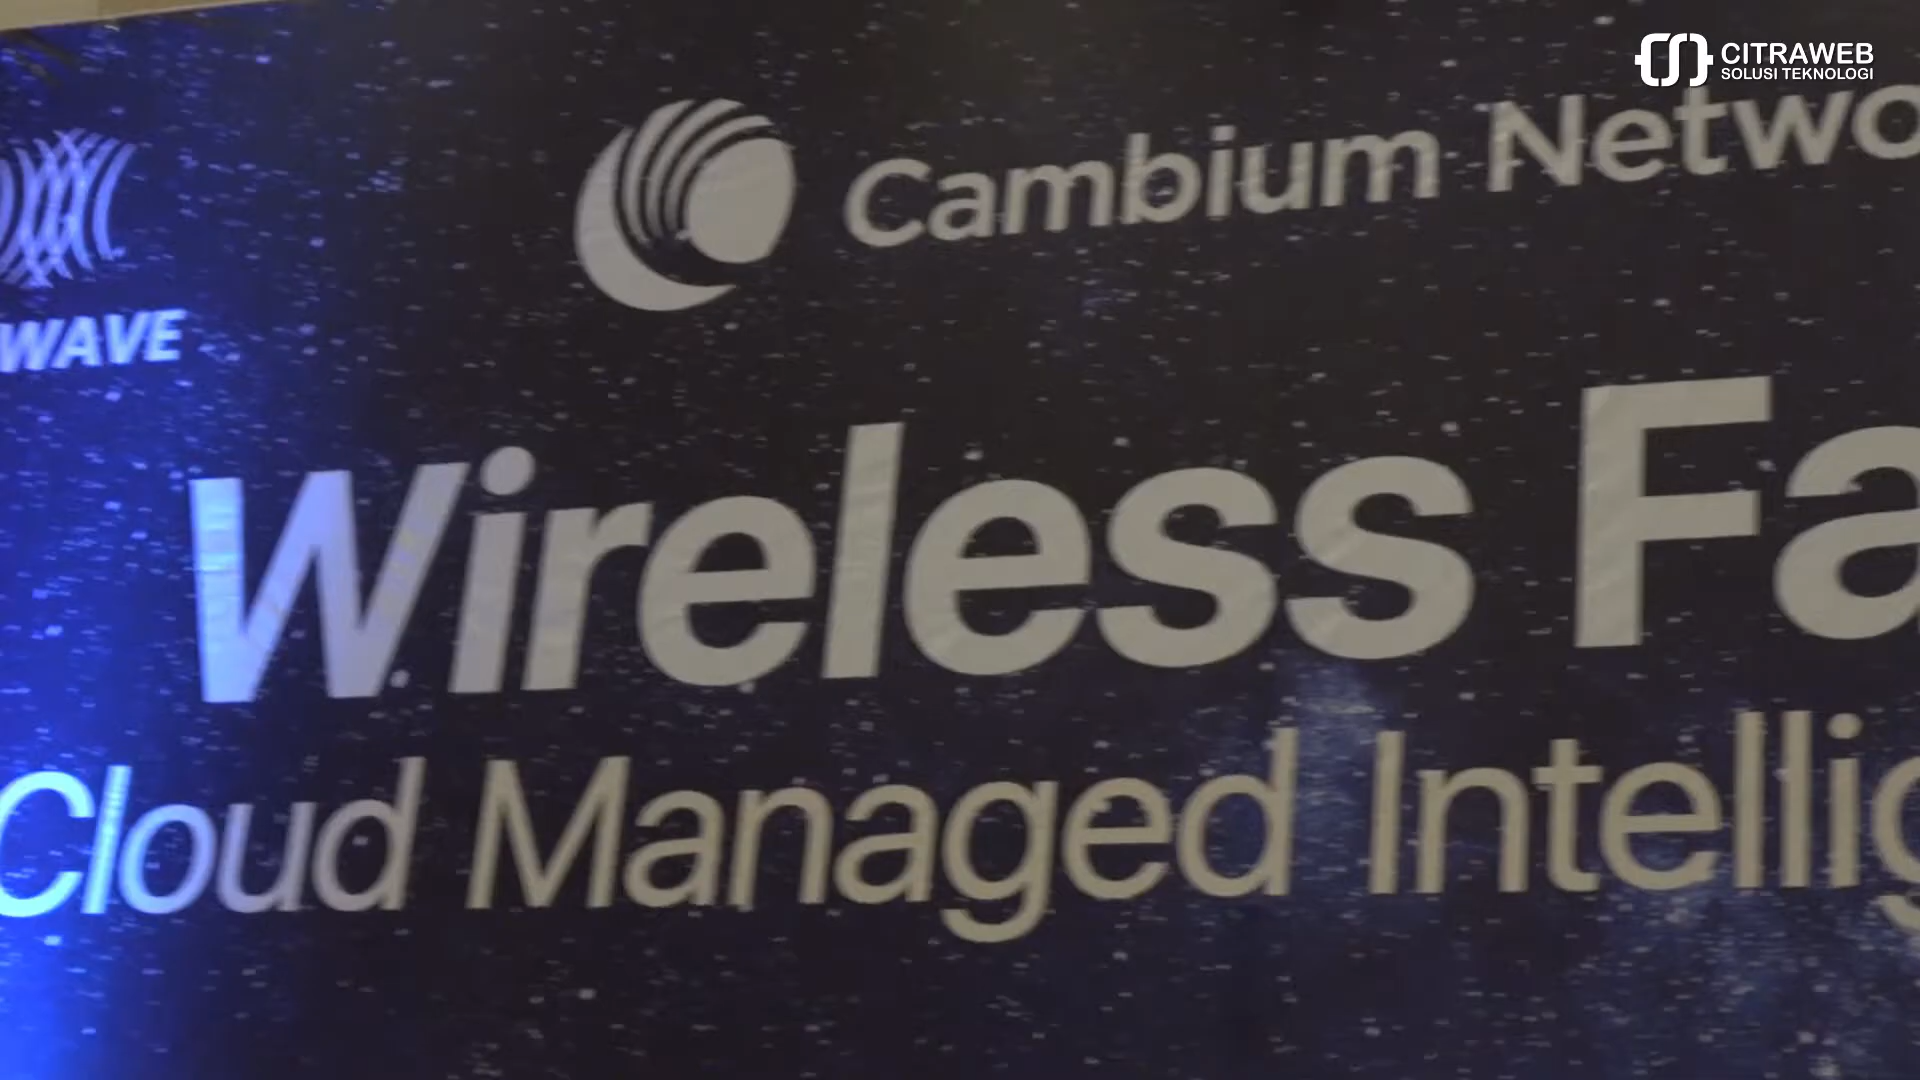 CITRAWEB
SOLUSI TEKNOLOGI
Cambium Netwo
WAVE
Wireless Fa
Cloud Managed Intellig